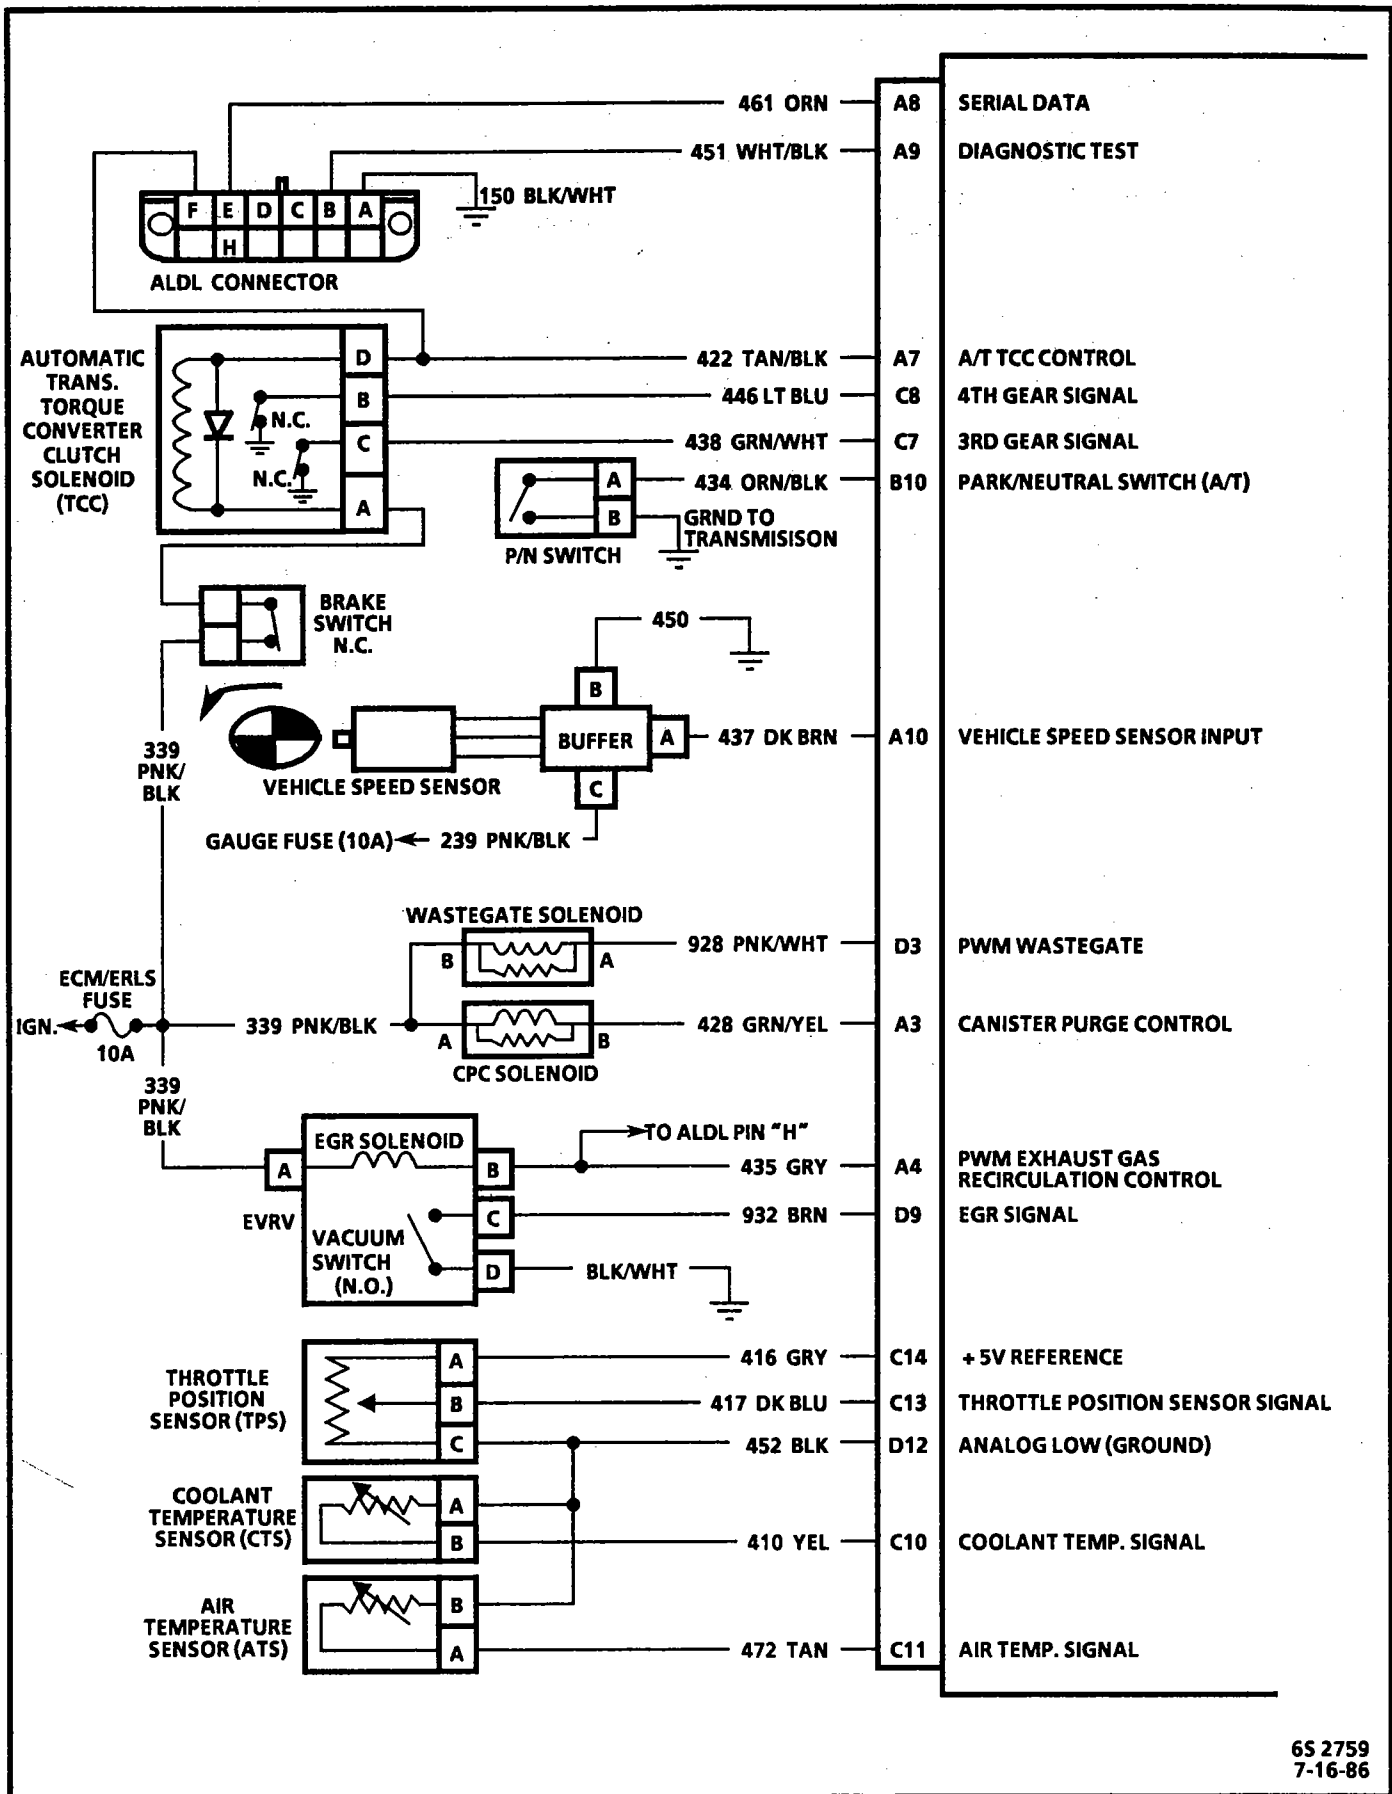 461 ORN A8 SERIAL DATA
451 WHT/BLK A9 DIAGNOSTIC TEST
150 BLK/WHT
F E D C B A
H
ALDL CONNECTOR
AUTOMATIC
TRANS.
TORQUE
CONVERTER
CLUTCH
SOLENOID
(TCC)
D 422 TAN/BLK A7 A/T TCC CONTROL
B 446 LT BLU C8 4TH GEAR SIGNAL
N.C.
C 438 GRN/WHT C7 3RD GEAR SIGNAL
N.C.
A
A 434 ORN/BLK B10 PARK/NEUTRAL SWITCH (A/T)
B GRND TO
TRANSMISISON
P/N SWITCH
BRAKE
SWITCH
N.C.
450
B
BUFFER A 437 DK BRN A10 VEHICLE SPEED SENSOR INPUT
C
VEHICLE SPEED SENSOR
339
PNK/
BLK
GAUGE FUSE (10A) 239 PNK/BLK
WASTEGATE SOLENOID
B A 928 PNK/WHT D3 PWM WASTEGATE
ECM/ERLS
FUSE
IGN. 339 PNK/BLK
10A
A B 428 GRN/YEL A3 CANISTER PURGE CONTROL
CPC SOLENOID
339
PNK/
BLK
TO ALDL PIN "H"
EGR SOLENOID
A B 435 GRY A4 PWM EXHAUST GAS
RECIRCULATION CONTROL
EVRV
C 932 BRN D9 EGR SIGNAL
VACUUM
SWITCH
(N.O.)
D BLK/WHT
THROTTLE
POSITION
SENSOR (TPS)
A 416 GRY C14 + 5V REFERENCE
B 417 DK BLU C13 THROTTLE POSITION SENSOR SIGNAL
C 452 BLK D12 ANALOG LOW (GROUND)
COOLANT
TEMPERATURE
SENSOR (CTS)
A
B 410 YEL C10 COOLANT TEMP. SIGNAL
AIR
TEMPERATURE
SENSOR (ATS)
B
A 472 TAN C11 AIR TEMP. SIGNAL
6S 2759
7-16-86